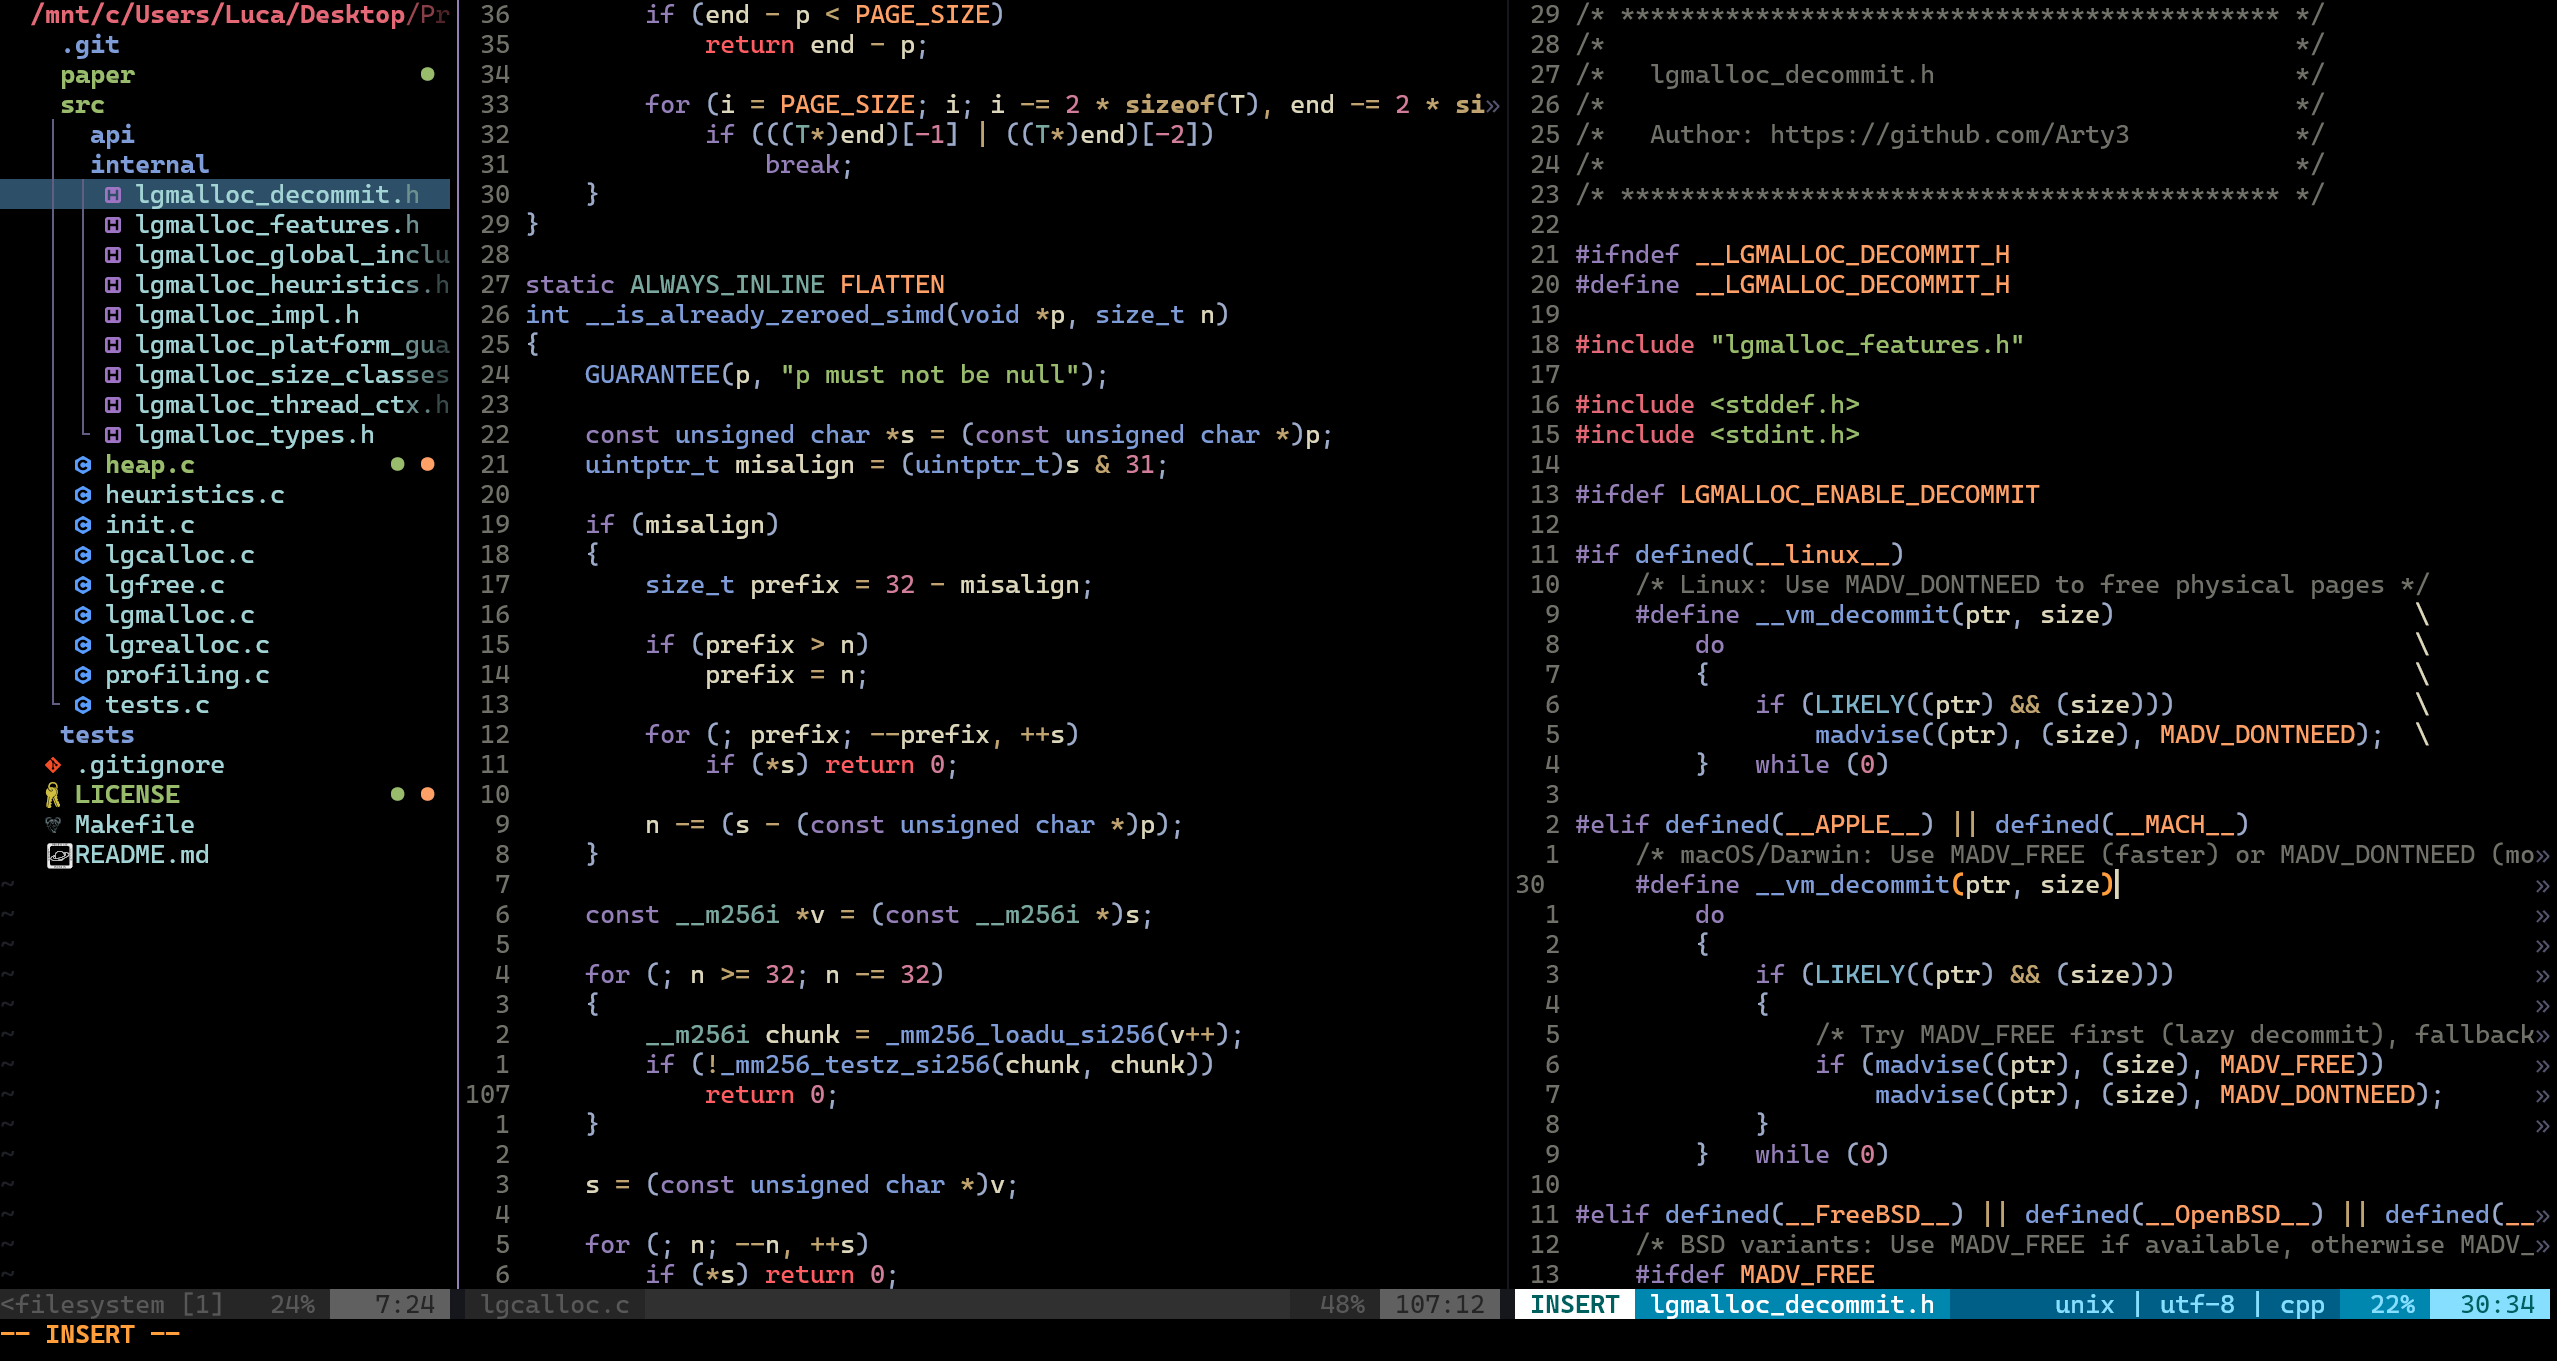 /mnt/c/Users/Luca/Desktop/Pr
.git
paper
src
api
internal
lgmalloc_decommit.h
lgmalloc_features.h
lgmalloc_global_inclu
lgmalloc_heuristics.h
lgmalloc_impl.h
lgmalloc_platform_gua
lgmalloc_size_classes
lgmalloc_thread_ctx.h
lgmalloc_types.h
heap.c
heuristics.c
init.c
lgcalloc.c
lgfree.c
lgmalloc.c
lgrealloc.c
profiling.c
tests.c
tests
.gitignore
LICENSE
Makefile
README.md
~
~
~
~
~
~
~
~
~
~
~
~
~
~
<filesystem [1] 24% 7:24
36         if (end - p < PAGE_SIZE)
35             return end - p;
34
33         for (i = PAGE_SIZE; i; i -= 2 * sizeof(T), end -= 2 * si»
32             if (((T*)end)[-1] | ((T*)end)[-2])
31                 break;
30     }
29 }
28
27 static ALWAYS_INLINE FLATTEN
26 int __is_already_zeroed_simd(void *p, size_t n)
25 {
24     GUARANTEE(p, "p must not be null");
23
22     const unsigned char *s = (const unsigned char *)p;
21     uintptr_t misalign = (uintptr_t)s & 31;
20
19     if (misalign)
18     {
17         size_t prefix = 32 - misalign;
16
15         if (prefix > n)
14             prefix = n;
13
12         for (; prefix; --prefix, ++s)
11             if (*s) return 0;
10
9         n -= (s - (const unsigned char *)p);
8     }
7
6     const __m256i *v = (const __m256i *)s;
5
4     for (; n >= 32; n -= 32)
3     {
2         __m256i chunk = _mm256_loadu_si256(v++);
1         if (!_mm256_testz_si256(chunk, chunk))
107             return 0;
1     }
2
3     s = (const unsigned char *)v;
4
5     for (; n; --n, ++s)
6         if (*s) return 0;
lgcalloc.c 48% 107:12
29 /* ******************************************** */
28 /*                                              */
27 /*   lgmalloc_decommit.h                        */
26 /*                                              */
25 /*   Author: https://github.com/Arty3           */
24 /*                                              */
23 /* ******************************************** */
22
21 #ifndef __LGMALLOC_DECOMMIT_H
20 #define __LGMALLOC_DECOMMIT_H
19
18 #include "lgmalloc_features.h"
17
16 #include <stddef.h>
15 #include <stdint.h>
14
13 #ifdef LGMALLOC_ENABLE_DECOMMIT
12
11 #if defined(__linux__)
10     /* Linux: Use MADV_DONTNEED to free physical pages */
9     #define __vm_decommit(ptr, size)                    \
8         do                                              \
7         {                                               \
6             if (LIKELY((ptr) && (size)))                \
5                 madvise((ptr), (size), MADV_DONTNEED);  \
4         }   while (0)
3
2 #elif defined(__APPLE__) || defined(__MACH__)
1     /* macOS/Darwin: Use MADV_FREE (faster) or MADV_DONTNEED (mo»
30     #define __vm_decommit(ptr, size) »
1         do »
2         { »
3             if (LIKELY((ptr) && (size))) »
4             { »
5                 /* Try MADV_FREE first (lazy decommit), fallback»
6                 if (madvise((ptr), (size), MADV_FREE)) »
7                     madvise((ptr), (size), MADV_DONTNEED); »
8             } »
9         }   while (0)
10
11 #elif defined(__FreeBSD__) || defined(__OpenBSD__) || defined(__»
12     /* BSD variants: Use MADV_FREE if available, otherwise MADV_»
13     #ifdef MADV_FREE
INSERT lgmalloc_decommit.h unix | utf-8 | cpp 22% 30:34
-- INSERT --